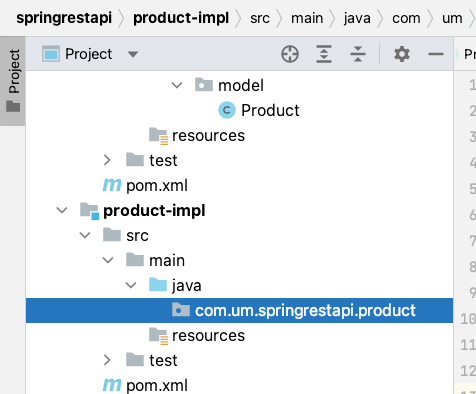 springrestapi product-impl src main java com um
Project Project Pr
model 1
C Product 2
resources 3
test 4
m pom.xml 5
product-impl 6
src 7
main 8
java 9
com.um.springrestapi.product 10
resources 11
test 12
m pom.xml